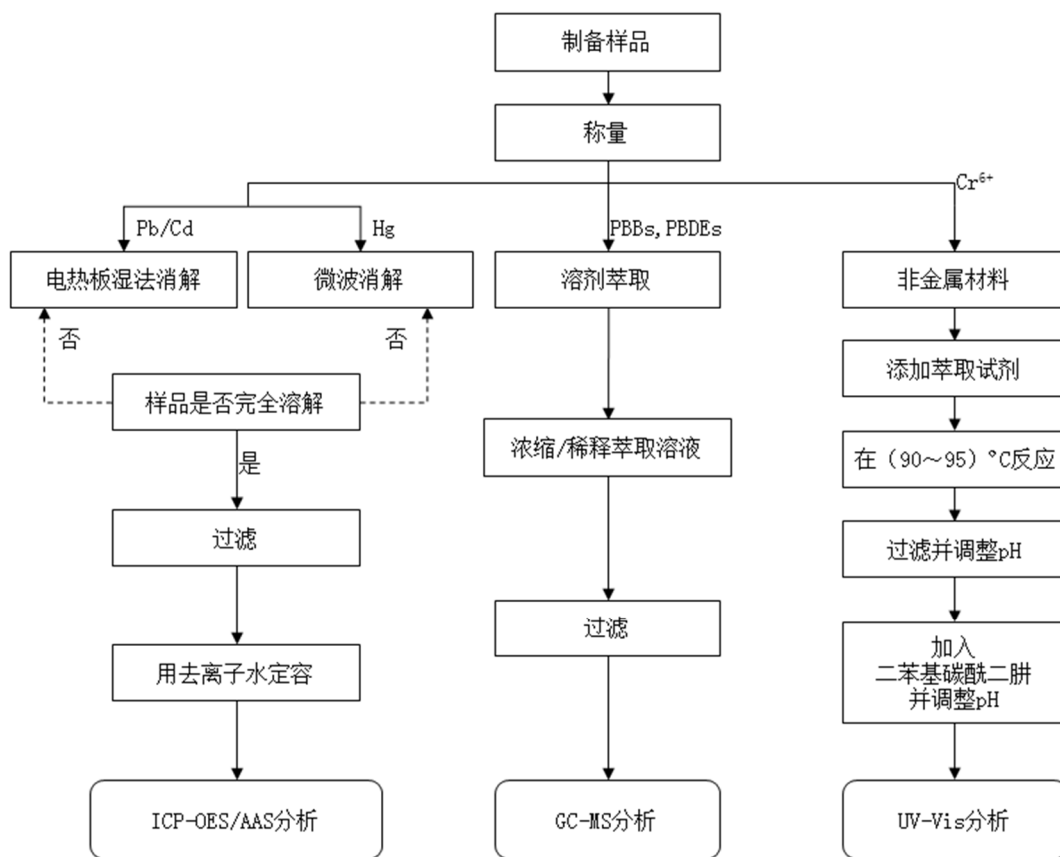 制备样品
称量
Cr⁶⁺
Pb/Cd
Hg
PBBs,PBDEs
电热板湿法消解
微波消解
溶剂萃取
非金属材料
否
否
添加萃取试剂
样品是否完全溶解
浓缩/稀释萃取溶液
在（90～95）°C反应
是
过滤
过滤并调整pH
过滤
用去离子水定容
加入
二苯基碳酰二肼
并调整pH
ICP-OES/AAS分析
GC-MS分析
UV-Vis分析